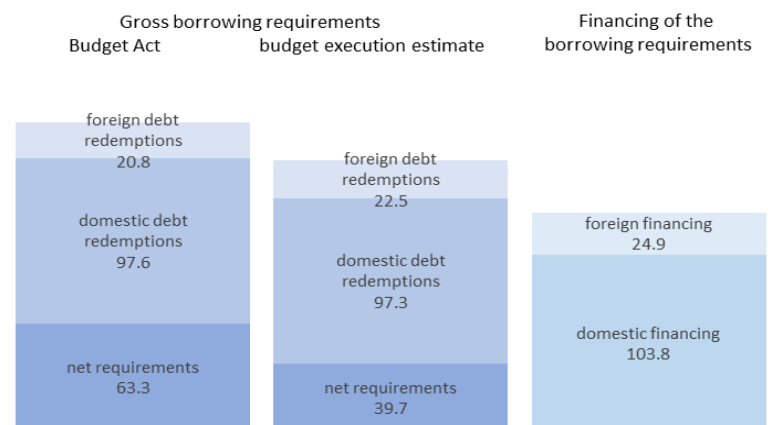 Gross borrowing requirements
Budget Act
budget execution estimate
Financing of the
borrowing requirements
foreign debt
redemptions
20.8
domestic debt
redemptions
97.6
net requirements
63.3
foreign debt
redemptions
22.5
domestic debt
redemptions
97.3
net requirements
39.7
foreign financing
24.9
domestic financing
103.8